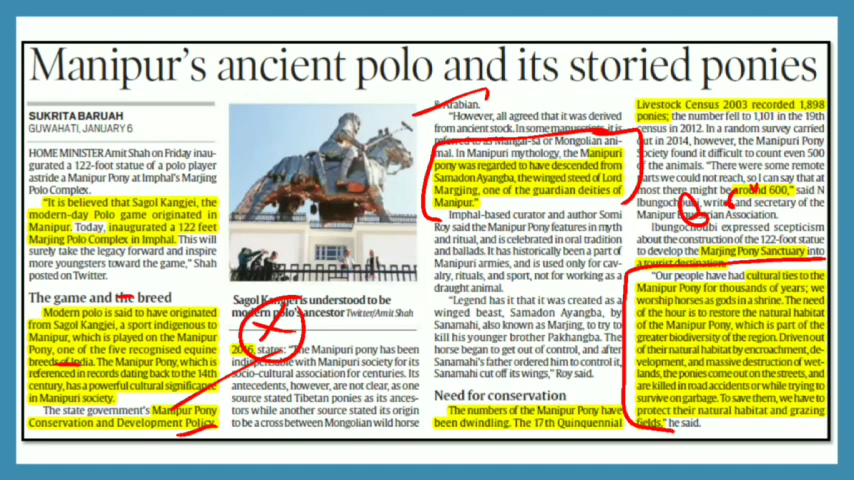 Manipur's ancient polo and its storied ponies
SUKRITA BARUAH
GUWAHATI, JANUARY 6
HOME MINISTER Amit Shah on Friday inau-
gurated a 122-foot statue of a polo player
astride a Manipur Pony at Imphal's Marjing
Polo Complex.
"It is believed that Sagol Kangjei, the
modern-day Polo game originated in
Manipur. Today, inaugurated a 122 feet
Marjing Polo Complex in Imphal. This will
surely take the legacy forward and inspire
more youngsters toward the game," Shah
posted on Twitter.
The game and the breed
Modern polo is said to have originated
from Sagol Kangjei, a sport indigenous to
Manipur, which is played on the Manipur
Pony, one of the five recognised equine
breeds of India. The Manipur Pony, which is
referenced in records dating back to the 14th
century, has a powerful cultural significance
in Manipuri society.
The state government's Manipur Pony
Conservation and Development Policy,
Sagol Kangjei is understood to be
modern polo's ancestor Twitter/Amit Shah
2016, states: "The Manipuri pony has been
indispensable with Manipuri society for its
socio-cultural association for centuries. Its
antecedents, however, are not clear, as one
source stated Tibetan ponies as its ances-
tors while another source stated its origin
to be a cross between Mongolian wild horse
& Arabian.
"However, all agreed that it was derived
from ancient stock. In some manuscripts, it is
referred to as Mangal-sa or Mongolian ani-
mal. In Manipuri mythology, the Manipuri
pony was regarded to have descended from
Samadon Ayangba, the winged steed of Lord
Margjing, one of the guardian deities of
Manipur."
Imphal-based curator and author Somi
Roy said the Manipur Pony features in myth
and ritual, and is celebrated in oral tradition
and ballads. It has historically been a part of
Manipuri armies, and is used only for cav-
alry, rituals, and sport, not for working as a
draught animal.
"Legend has it that it was created as a
winged beast, Samadon Ayangba, by
Sanamahi, also known as Marjing, to try to
kill his younger brother Pakhangba. The
horse began to get out of control, and after
Sanamahi's father ordered him to control it,
Sanamahi cut off its wings," Roy said.
Need for conservation
The numbers of the Manipur Pony have
been dwindling. The 17th Quinquennial
Livestock Census 2003 recorded 1,898
ponies; the number fell to 1,101 in the 19th
census in 2012. In a random survey carried
out in 2014, however, the Manipuri Pony
Society found it difficult to count even 500
of the animals. "There were some remote
parts we could not reach, so I can say that at
most there might be around 600," said N
Ibungochoubi, writer and secretary of the
Manipur Equestrian Association.
Ibungochoubi expressed scepticism
about the construction of the 122-foot statue
to develop the Marjing Pony Sanctuary into
a tourist destination.
"Our people have had cultural ties to the
Manipur Pony for thousands of years; we
worship horses as gods in a shrine. The need
of the hour is to restore the natural habitat
of the Manipur Pony, which is part of the
greater biodiversity of the region. Driven out
of their natural habitat by encroachment, de-
velopment, and massive destruction of wet-
lands, the ponies come out on the streets, and
are killed in road accidents or while trying to
survive on garbage. To save them, we have to
protect their natural habitat and grazing
fields," he said.